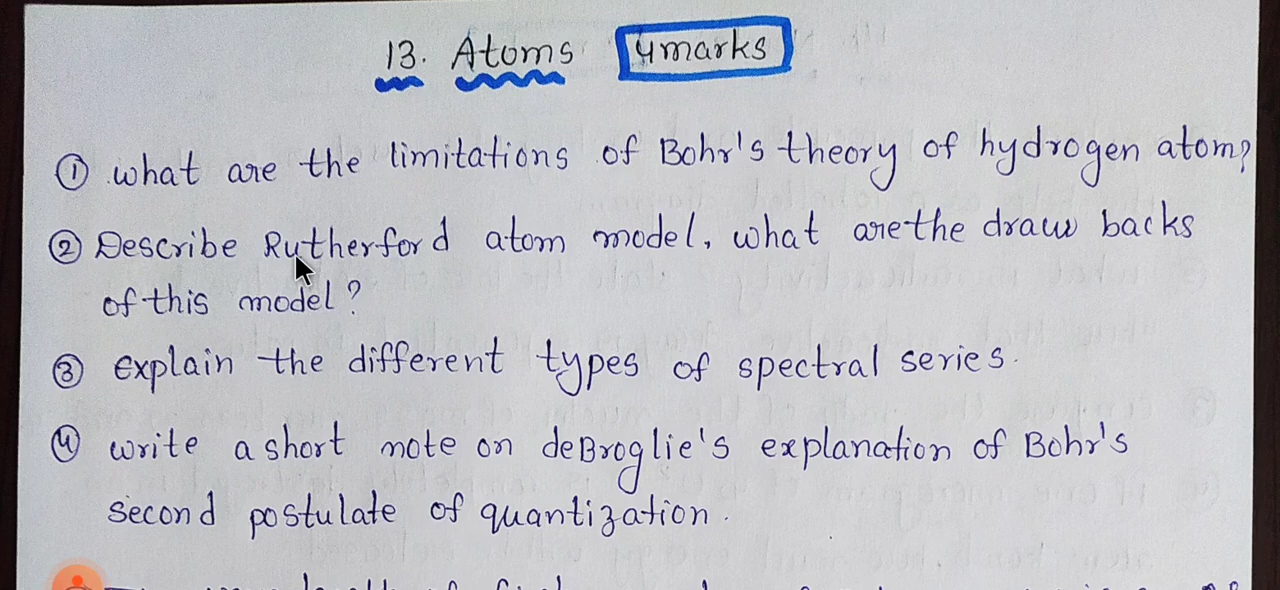 13. Atoms 4marks
① what are the limitations of Bohr's theory of hydrogen atom?
② Describe Rutherford atom model, what are the draw backs
of this model?
③ Explain the different types of spectral series.
④ write a short note on deBroglie's explanation of Bohr's
second postulate of quantization.